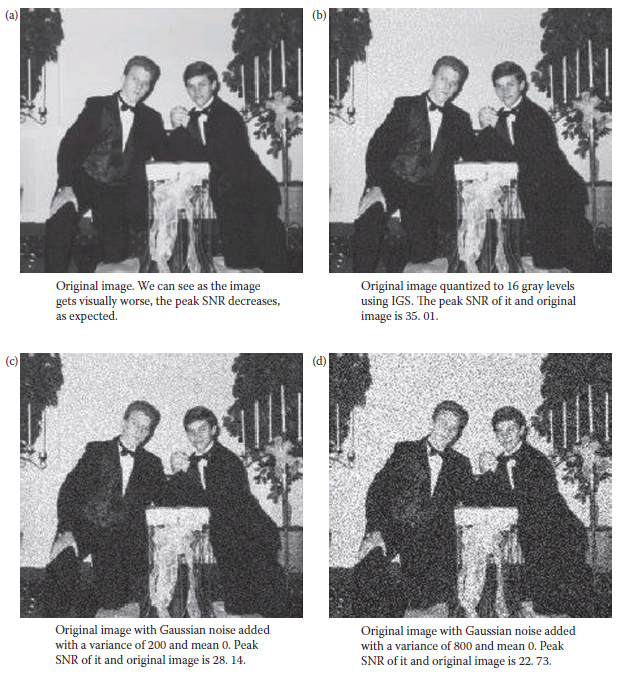 (a)
(b)
Original image. We can see as the image
gets visually worse, the peak SNR decreases,
as expected.
Original image quantized to 16 gray levels
using IGS. The peak SNR of it and original
image is 35. 01.
(c)
(d)
Original image with Gaussian noise added
with a variance of 200 and mean 0. Peak
SNR of it and original image is 28. 14.
Original image with Gaussian noise added
with a variance of 800 and mean 0. Peak
SNR of it and original image is 22. 73.